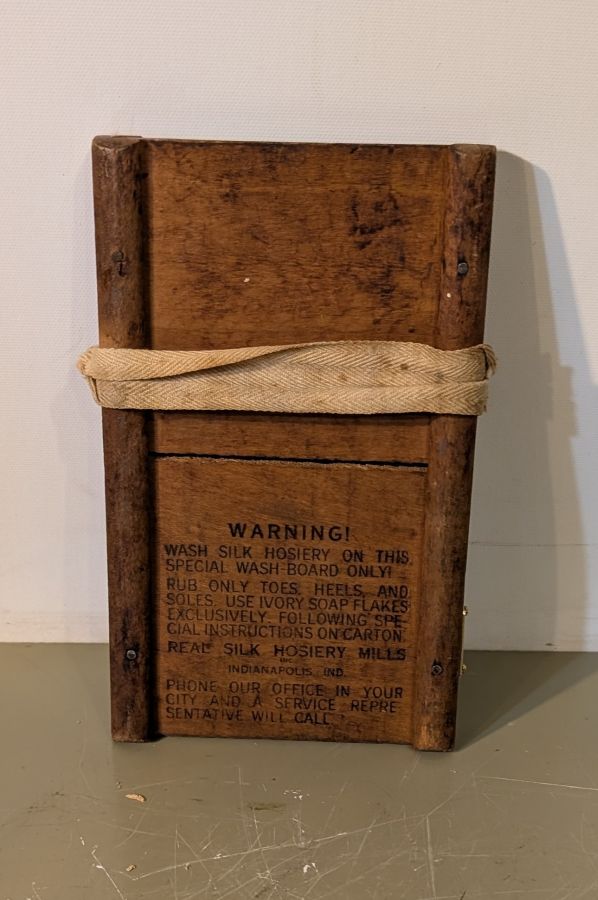 WARNING!
WASH SILK HOSIERY ON THIS
SPECIAL WASH-BOARD ONLY!
RUB ONLY TOES, HEELS, AND
SOLES. USE IVORY SOAP FLAKES
EXCLUSIVELY, FOLLOWING SPE-
CIAL INSTRUCTIONS ON CARTON.
REAL SILK HOSIERY MILLS
INC.
INDIANAPOLIS, IND.
PHONE OUR OFFICE IN YOUR
CITY AND A SERVICE REPRE-
SENTATIVE WILL CALL.